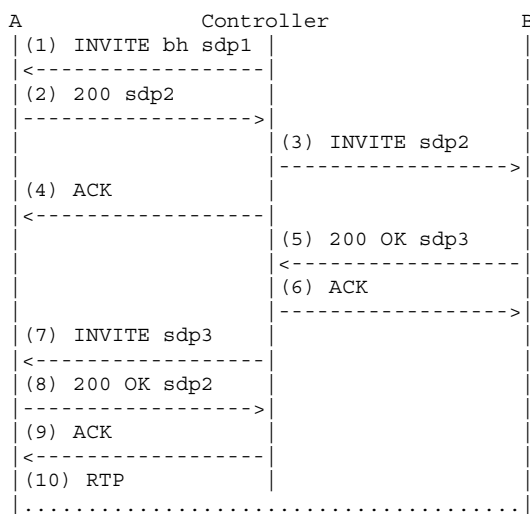 A Controller B
(1) INVITE bh sdp1
(2) 200 sdp2
(3) INVITE sdp2
(4) ACK
(5) 200 OK sdp3
(6) ACK
(7) INVITE sdp3
(8) 200 OK sdp2
(9) ACK
(10) RTP